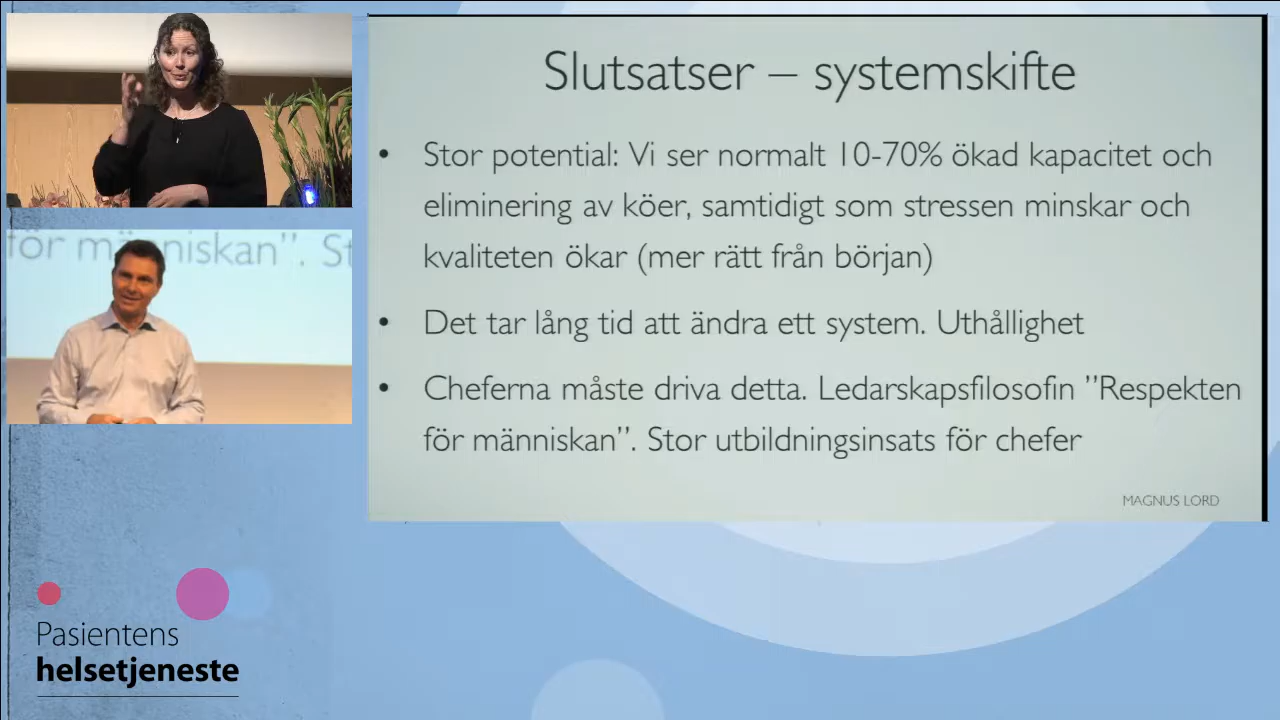 Slutsatser – systemskifte
• Stor potential: Vi ser normalt 10-70% ökad kapacitet och
eliminering av köer, samtidigt som stressen minskar och
kvaliteten ökar (mer rätt från början)
• Det tar lång tid att ändra ett system. Uthållighet
• Cheferna måste driva detta. Ledarskapsfilosofin ”Respekten
för människan”. Stor utbildningsinsats för chefer
MAGNUS LORD
för människan”. St
Pasientens
helsetjeneste